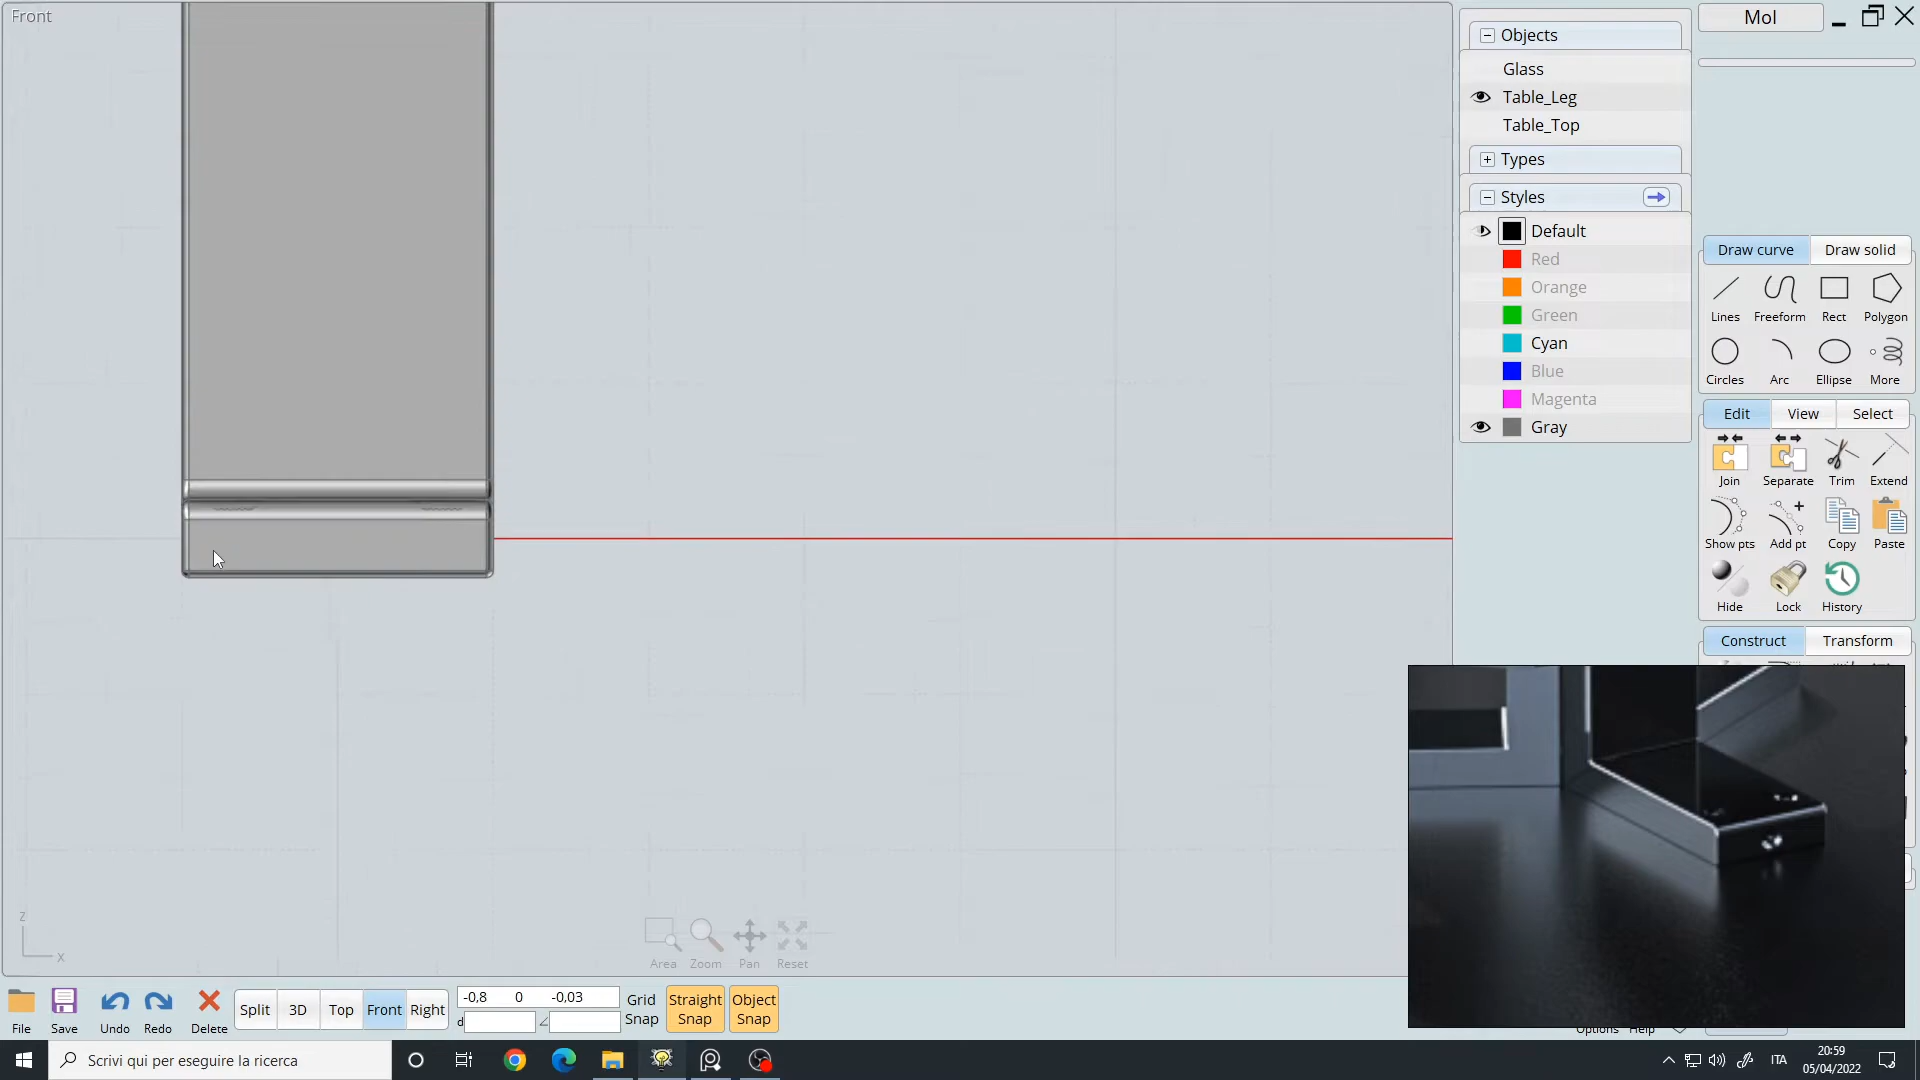 Front
MoI
Objects
Glass
Table_Leg
Table_Top
Types
Styles
Default
Red
Orange
Green
Cyan
Blue
Magenta
Gray
Draw curve Draw solid
Lines Freeform Rect Polygon
Circles Arc Ellipse More
Edit View Select
Join Separate Trim Extend
Show pts Add pt Copy Paste
Hide Lock History
Construct Transform
z
x
Area Zoom Pan Reset
File Save Undo Redo Delete
Split 3D Top Front Right
-0,8 0 -0,03
d
Grid Snap
Straight Snap
Object Snap
Options Help
Scrivi qui per eseguire la ricerca
ITA
20:59
05/04/2022